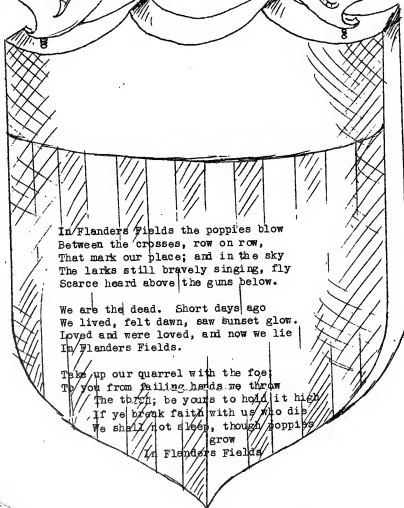 In Flanders Fields the poppies blow
Between the crosses, row on row,
That mark our place; and in the sky
The larks still bravely singing, fly
Scarce heard above the guns below.
We are the dead. Short days ago
We lived, felt dawn, saw sunset glow.
Loved and were loved, and now we lie
In Flanders Fields.
Take up our quarrel with the foe;
To you from failing hands we throw
The torch; be yours to hold it high
If ye break faith with us who die
We shall not sleep, though poppies
grow
In Flanders Fields